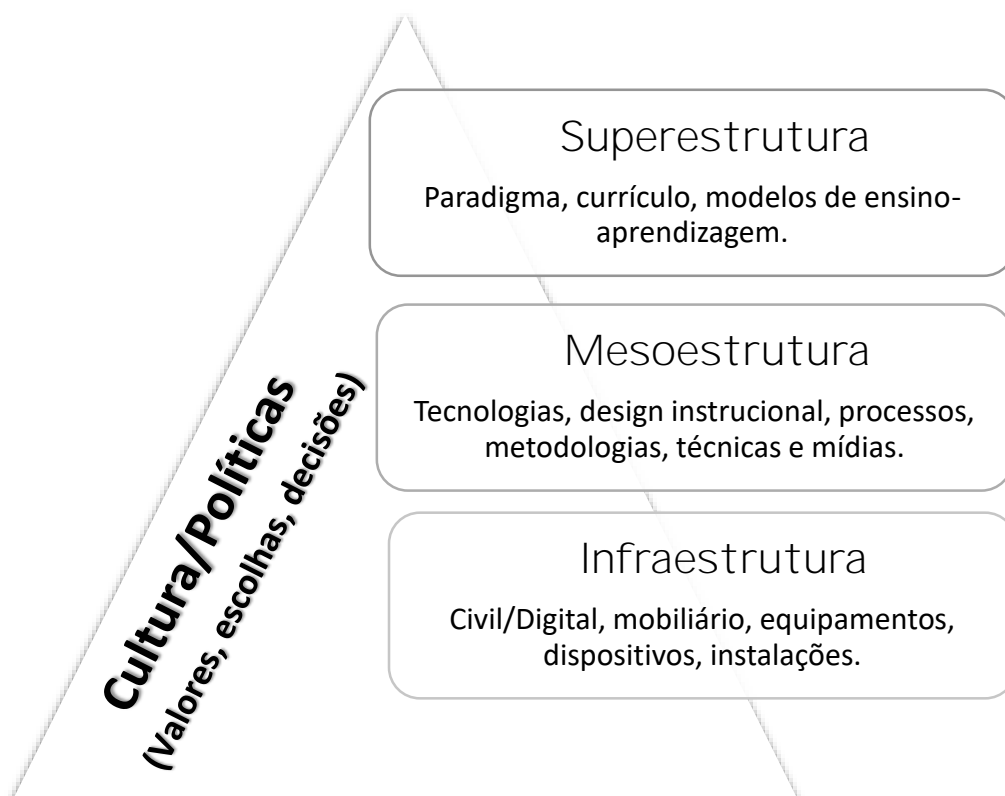 Superestrutura
Paradigma, currículo, modelos de ensino-
aprendizagem.
Mesoestrutura
Tecnologias, design instrucional, processos,
metodologias, técnicas e mídias.
Infraestrutura
Civil/Digital, mobiliário, equipamentos,
dispositivos, instalações.
Cultura/Políticas
(Valores, escolhas, decisões)